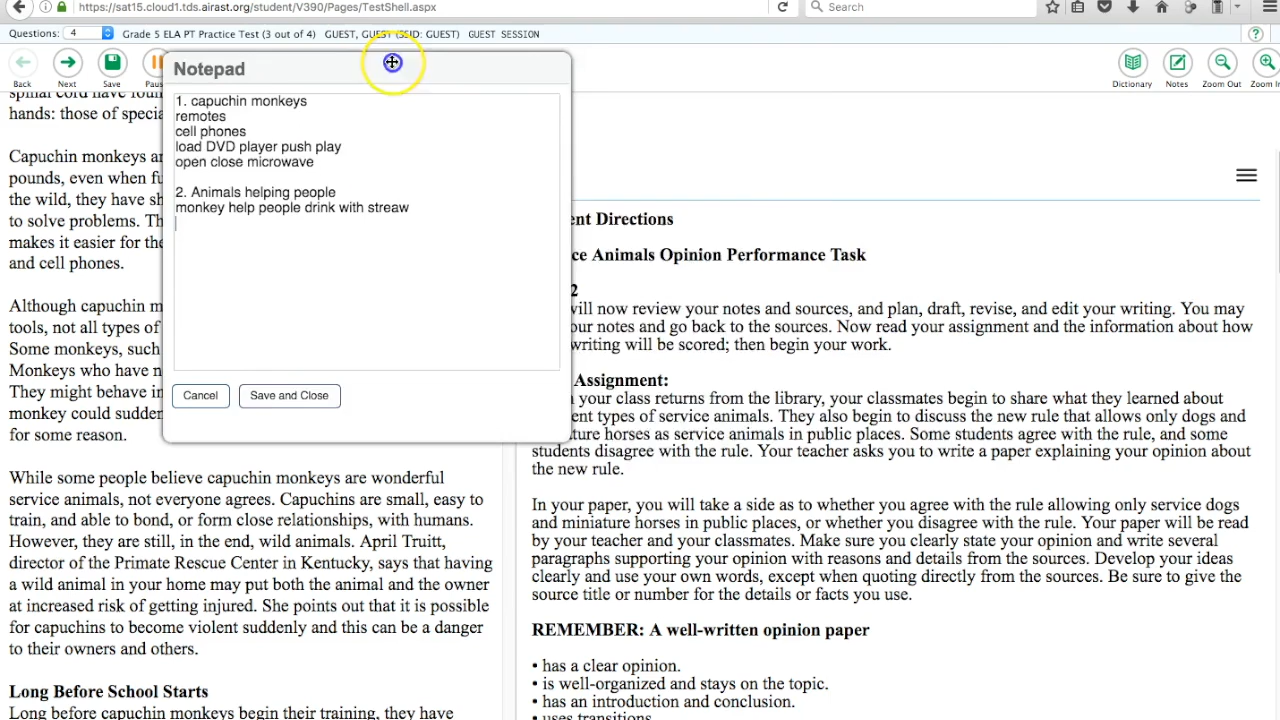 https://sat15.cloud1.tds.airast.org/student/V390/Pages/TestShell.aspx
Search
Questions: 4
Grade 5 ELA PT Practice Test (3 out of 4)
GUEST, GUEST (SSID: GUEST)
GUEST SESSION
?
Back
Next
Save
Dictionary
Notes
Zoom Out
hands: those of specia
Capuchin monkeys ar
pounds, even when fu
the wild, they have sh
to solve problems. Th
makes it easier for the
and cell phones.
Although capuchin m
tools, not all types of
Some monkeys, such
Monkeys who have n
They might behave in
monkey could sudden
for some reason.
While some people believe capuchin monkeys are wonderful
service animals, not everyone agrees. Capuchins are small, easy to
train, and able to bond, or form close relationships, with humans.
However, they are still, in the end, wild animals. April Truitt,
director of the Primate Rescue Center in Kentucky, says that having
a wild animal in your home may put both the animal and the owner
at increased risk of getting injured. She points out that it is possible
for capuchins to become violent suddenly and this can be a danger
to their owners and others.
Long Before School Starts
Long before capuchin monkeys begin their training, they have
Notepad
1. capuchin monkeys
remotes
cell phones
load DVD player push play
open close microwave
2. Animals helping people
monkey help people drink with streaw
Cancel
Save and Close
ent Directions
ce Animals Opinion Performance Task
2
will now review your notes and sources, and plan, draft, revise, and edit your writing. You may
our notes and go back to the sources. Now read your assignment and the information about how
writing will be scored; then begin your work.
Assignment:
your class returns from the library, your classmates begin to share what they learned about
ent types of service animals. They also begin to discuss the new rule that allows only dogs and
ture horses as service animals in public places. Some students agree with the rule, and some
students disagree with the rule. Your teacher asks you to write a paper explaining your opinion about
the new rule.
In your paper, you will take a side as to whether you agree with the rule allowing only service dogs
and miniature horses in public places, or whether you disagree with the rule. Your paper will be read
by your teacher and your classmates. Make sure you clearly state your opinion and write several
paragraphs supporting your opinion with reasons and details from the sources. Develop your ideas
clearly and use your own words, except when quoting directly from the sources. Be sure to give the
source title or number for the details or facts you use.
REMEMBER: A well-written opinion paper
• has a clear opinion.
• is well-organized and stays on the topic.
• has an introduction and conclusion.
• uses transitions.